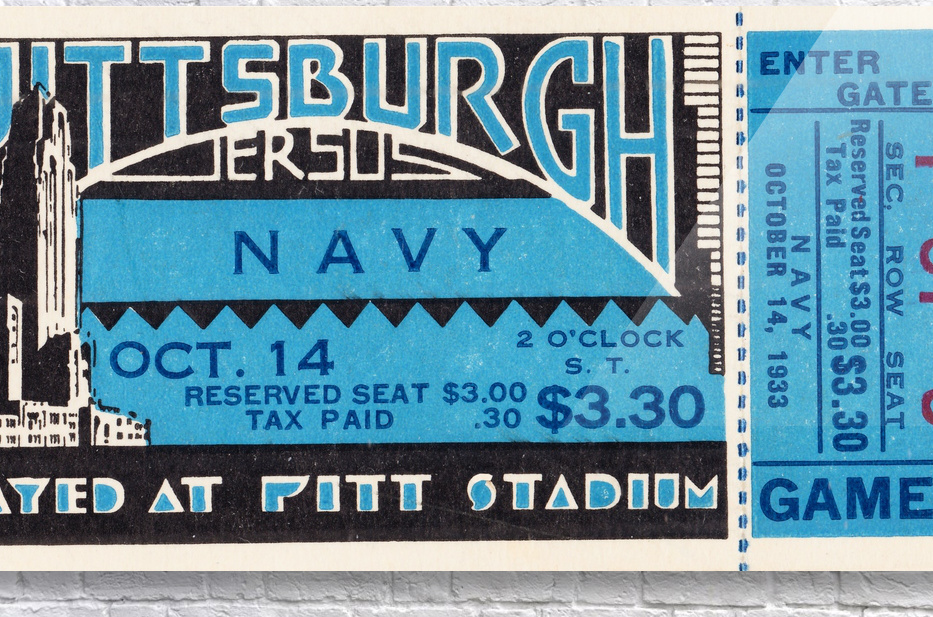 PITTSBURGH
VERSUS
NAVY
OCT. 14
2 O'CLOCK
S. T.
RESERVED SEAT $3.00
TAX PAID .30
$3.30
AYED AT PITT STADIUM
ENTER
GATE
SEC. ROW SEAT
Reserved Seat $3.00
Tax Paid .30
$3.30
NAVY
OCTOBER 14, 1933
GAME